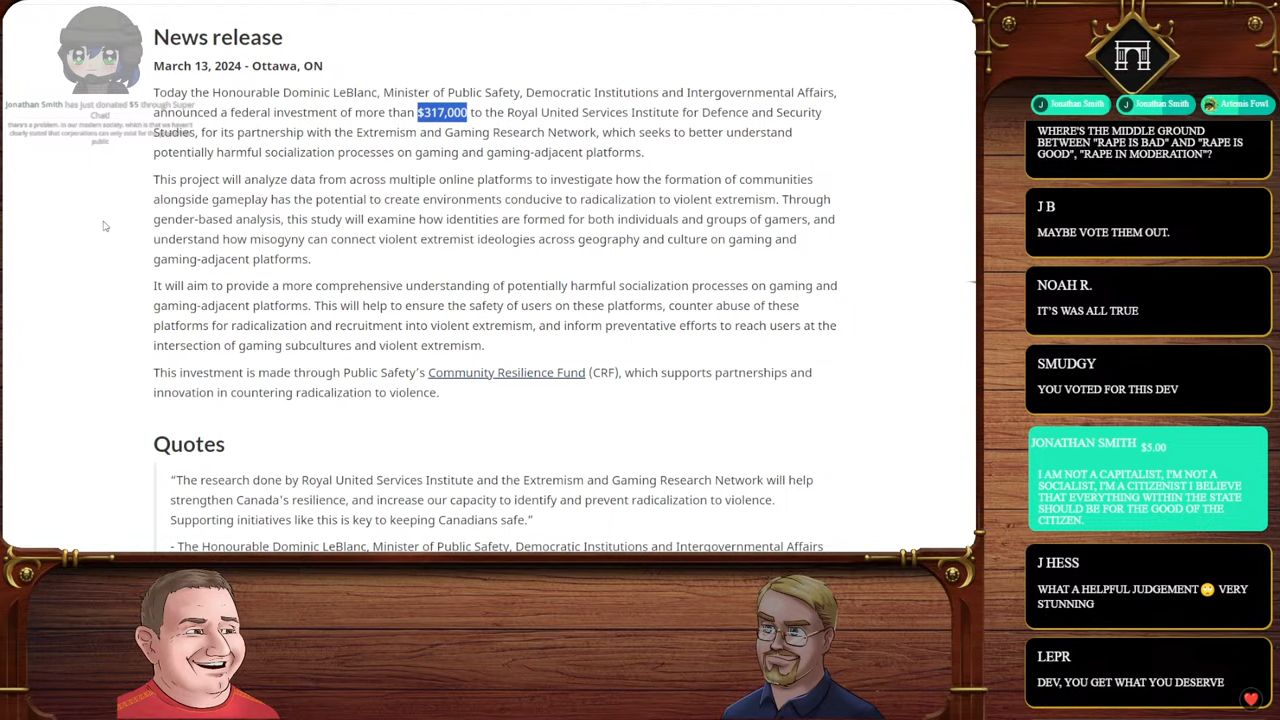 News release
March 13, 2024 - Ottawa, ON
Today the Honourable Dominic LeBlanc, Minister of Public Safety, Democratic Institutions and Intergovernmental Affairs,
announced a federal investment of more than $317,000 to the Royal United Services Institute for Defence and Security
Studies, for its partnership with the Extremism and Gaming Research Network, which seeks to better understand
potentially harmful socialization processes on gaming and gaming-adjacent platforms.
This project will analyze data from across multiple online platforms to investigate how the formation of communities
alongside gameplay has the potential to create environments conducive to radicalization to violent extremism. Through
gender-based analysis, this study will examine how identities are formed for both individuals and groups of gamers, and
understand how misogyny can connect violent extremist ideologies across geography and culture on gaming and
gaming-adjacent platforms.
It will aim to provide a more comprehensive understanding of potentially harmful socialization processes on gaming and
gaming-adjacent platforms. This will help to ensure the safety of users on these platforms, counter abuse of these
platforms for radicalization and recruitment into violent extremism, and inform preventative efforts to reach users at the
intersection of gaming subcultures and violent extremism.
This investment is made through Public Safety's Community Resilience Fund (CRF), which supports partnerships and
innovation in countering radicalization to violence.
Quotes
"The research done by Royal United Services Institute and the Extremism and Gaming Research Network will help
strengthen Canada's resilience, and increase our capacity to identify and prevent radicalization to violence.
Supporting initiatives like this is key to keeping Canadians safe."
- The Honourable Dominic LeBlanc, Minister of Public Safety, Democratic Institutions and Intergovernmental Affairs
Jonathan Smith has just donated $5 through Super
Chat!
there's a problem. in our modern society. which is that we haven't
clearly stated that corporations can only exist for the
public
J Jonathan Smith
J Jonathan Smith
Artemis Fowl
WHERE'S THE MIDDLE GROUND
BETWEEN "RAPE IS BAD" AND "RAPE IS
GOOD", "RAPE IN MODERATION"?
J B
MAYBE VOTE THEM OUT.
NOAH R.
IT'S WAS ALL TRUE
SMUDGY
YOU VOTED FOR THIS DEV
JONATHAN SMITH $5.00
I AM NOT A CAPITALIST, I'M NOT A
SOCIALIST, I'M A CITIZENIST I BELIEVE
THAT EVERYTHING WITHIN THE STATE
SHOULD BE FOR THE GOOD OF THE
CITIZEN.
J HESS
WHAT A HELPFUL JUDGEMENT🙄 VERY
STUNNING
LEPR
DEV, YOU GET WHAT YOU DESERVE